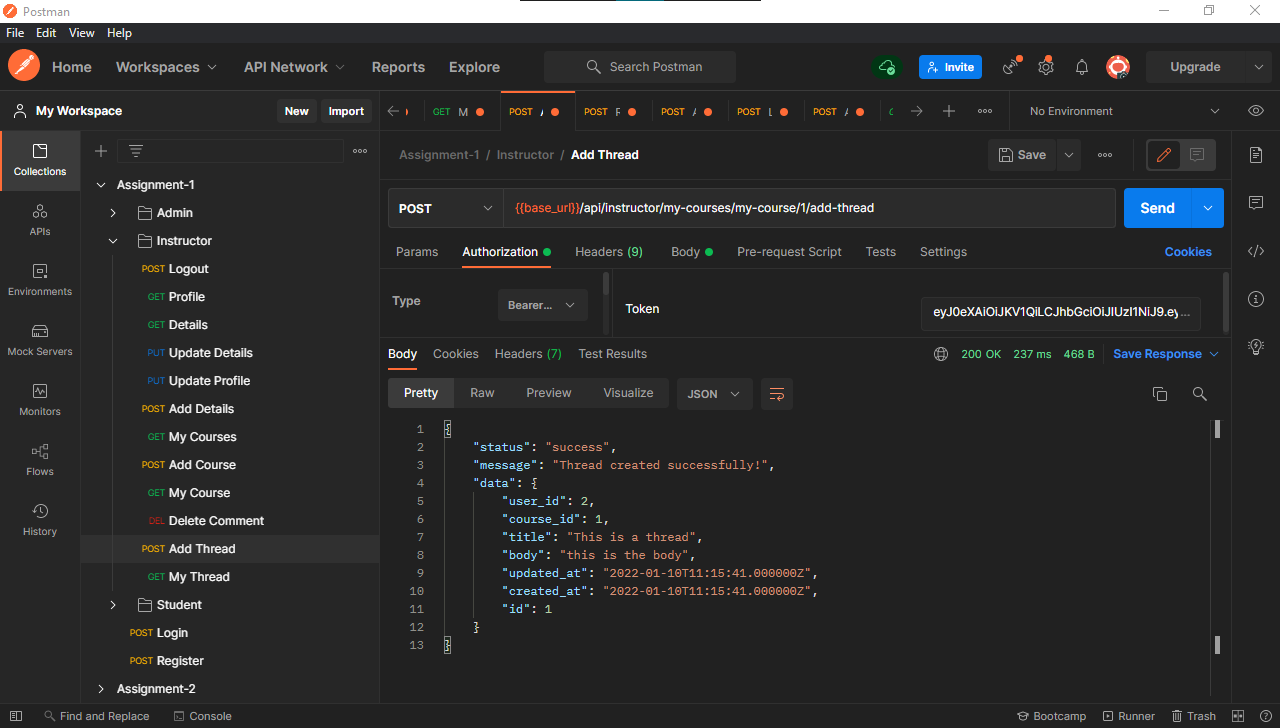 Postman
File Edit View Help
Home Workspaces API Network Reports Explore Search Postman Invite Upgrade
My Workspace New Import
GET M POST POST POST POST L POST No Environment
Collections
APIs
Environments
Mock Servers
Monitors
Flows
History
Assignment-1
Admin
Instructor
POST Logout
GET Profile
GET Details
PUT Update Details
PUT Update Profile
POST Add Details
GET My Courses
POST Add Course
GET My Course
DEL Delete Comment
POST Add Thread
GET My Thread
Student
POST Login
POST Register
Assignment-2
Assignment-1 / Instructor / Add Thread Save
POST {{base_url}}/api/instructor/my-courses/my-course/1/add-thread Send
Params Authorization Headers (9) Body Pre-request Script Tests Settings Cookies
Type Bearer... Token eyJ0eXAiOiJKV1QiLCJhbGciOiJIUzI1NiJ9.ey...
Body Cookies Headers (7) Test Results 200 OK 237 ms 468 B Save Response
Pretty Raw Preview Visualize JSON
1 {
2 "status": "success",
3 "message": "Thread created successfully!",
4 "data": {
5 "user_id": 2,
6 "course_id": 1,
7 "title": "This is a thread",
8 "body": "this is the body",
9 "updated_at": "2022-01-10T11:15:41.000000Z",
10 "created_at": "2022-01-10T11:15:41.000000Z",
11 "id": 1
12 }
13 }
Find and Replace Console Bootcamp Runner Trash